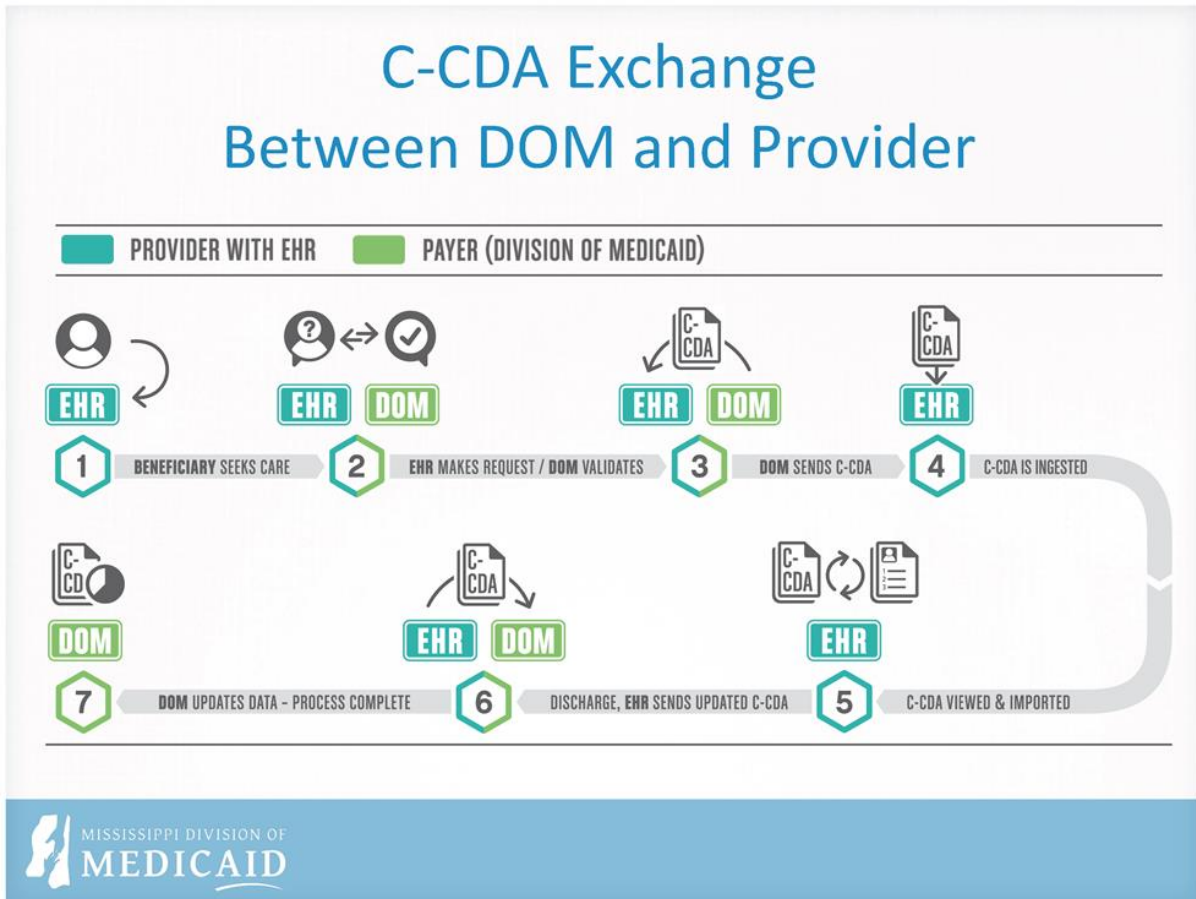 C-CDA Exchange
Between DOM and Provider
PROVIDER WITH EHR PAYER (DIVISION OF MEDICAID)
?
C-
CDA
C-
CDA
EHR
EHR DOM
EHR DOM
EHR
1 BENEFICIARY SEEKS CARE 2 EHR MAKES REQUEST / DOM VALIDATES 3 DOM SENDS C-CDA 4 C-CDA IS INGESTED
C-
CD
C-
CDA
C-
CDA
1
2
3
DOM
EHR DOM
EHR
7 DOM UPDATES DATA – PROCESS COMPLETE 6 DISCHARGE, EHR SENDS UPDATED C-CDA 5 C-CDA VIEWED & IMPORTED
MISSISSIPPI DIVISION OF
MEDICAID